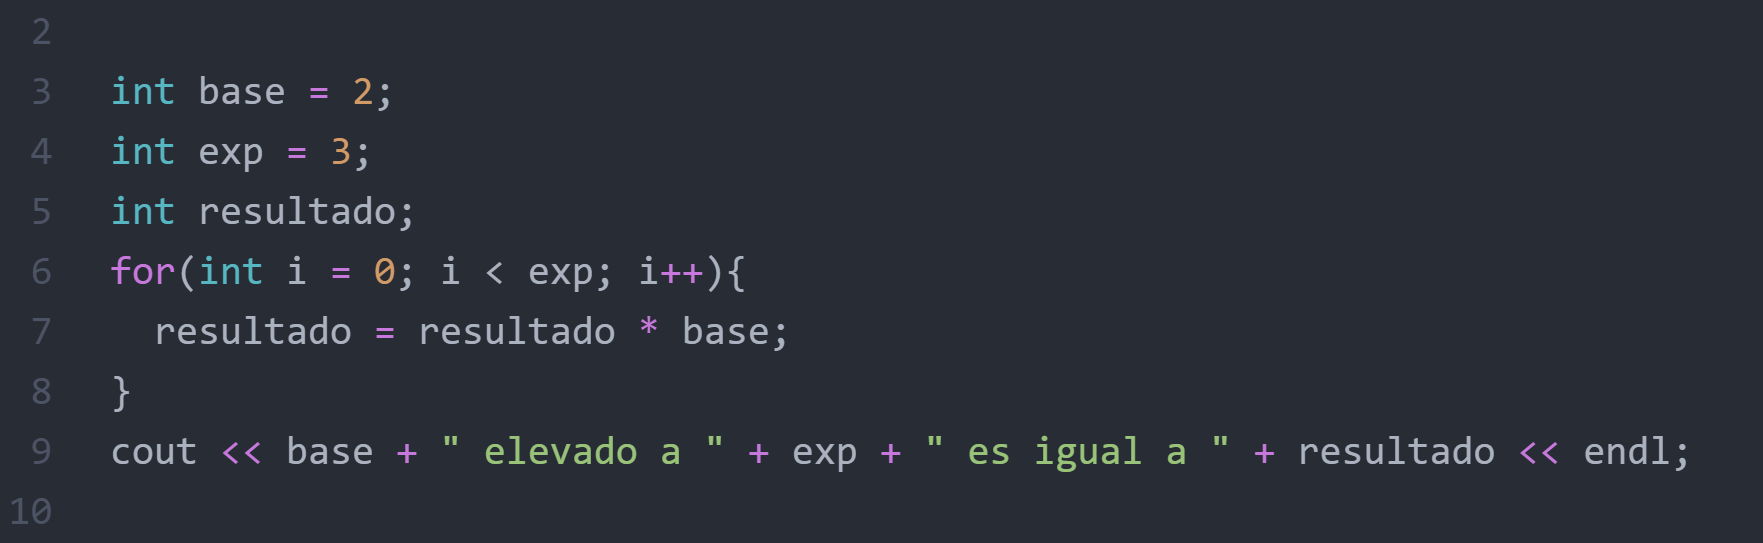 2
3 int base = 2;
4 int exp = 3;
5 int resultado;
6 for(int i = 0; i < exp; i++){
7   resultado = resultado * base;
8 }
9 cout << base + " elevado a " + exp + " es igual a " + resultado << endl;
10